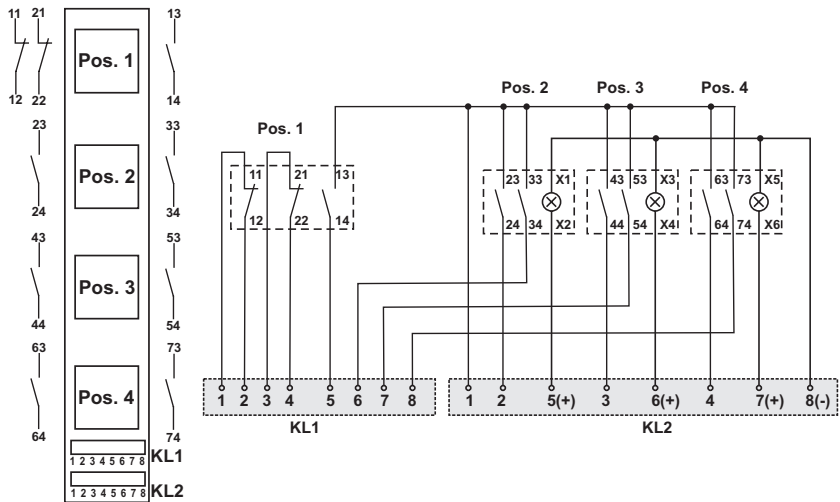 11 21 13
Pos. 1
12 22 14
23 33
Pos. 2
24 34
43 53
Pos. 3
44 54
63 73
Pos. 4
64 74
1 2 3 4 5 6 7 8 KL1
1 2 3 4 5 6 7 8 KL2
Pos. 2 Pos. 3 Pos. 4
Pos. 1
11 21 13
12 22 14
23 33 X1 43 53 X3 63 73 X5
24 34 X2 44 54 X4 64 74 X6
1 2 3 4 5 6 7 8
KL1
1 2 5(+) 3 6(+) 4 7(+) 8(-)
KL2